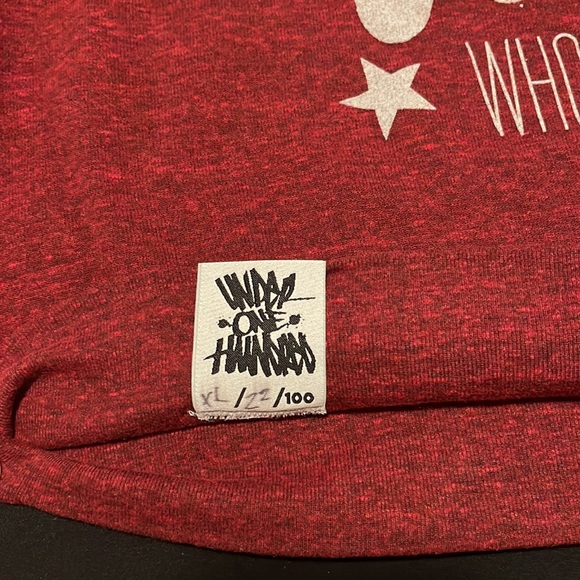 WHO
UNDER
ONE
HUNDRED
XL/22/100